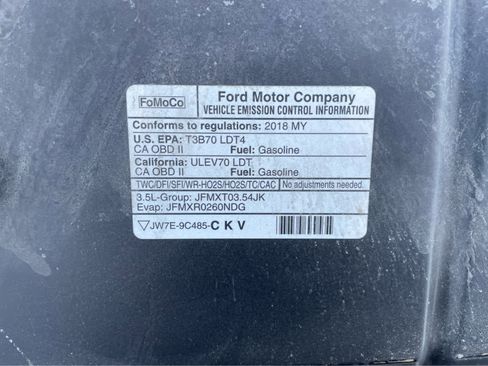 FoMoCo
Ford Motor Company
VEHICLE EMISSION CONTROL INFORMATION
Conforms to regulations: 2018 MY
U.S. EPA: T3B70 LDT4
CA OBD II Fuel: Gasoline
California: ULEV70 LDT
CA OBD II Fuel: Gasoline
TWC/DFI/SFI/WR-HO2S/HO2S/TC/CAC No adjustments needed.
3.5L-Group: JFMXT03.54JK
Evap: JFMXR0260NDG
JW7E-9C485-CKV